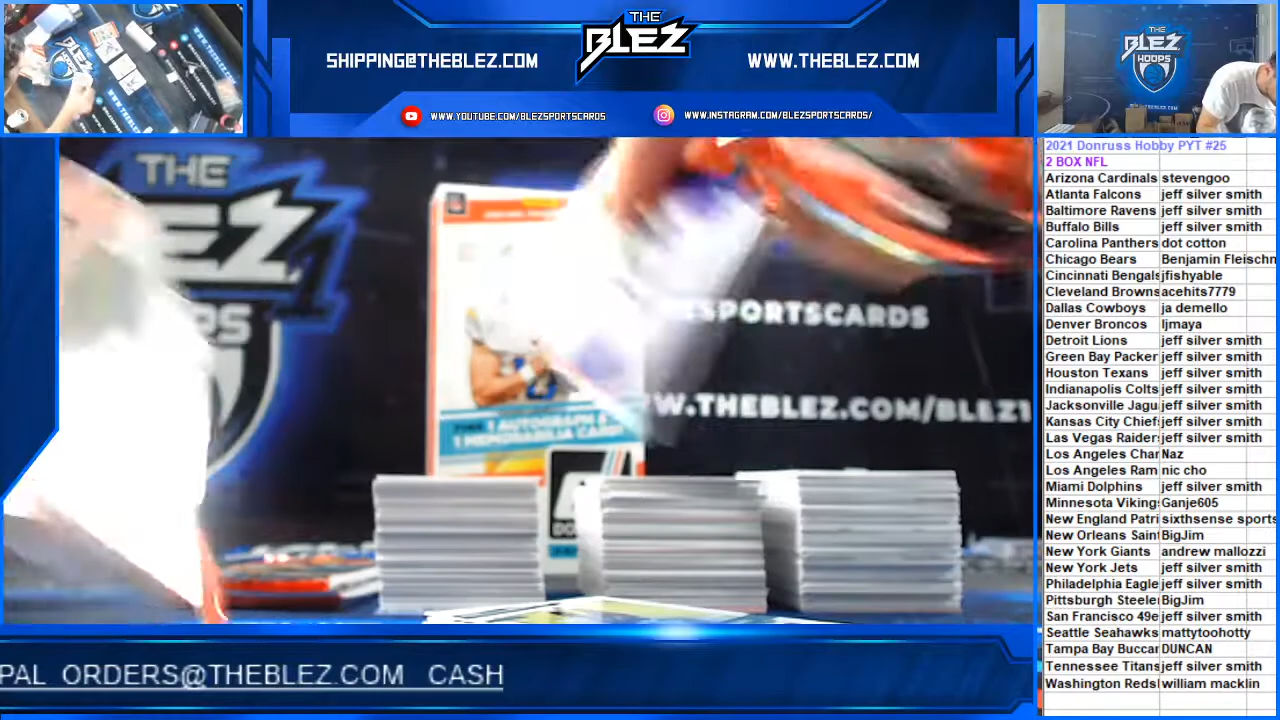 THE
BLEZ
SHIPPING@THEBLEZ.COM
WWW.THEBLEZ.COM
WWW.YOUTUBE.COM/BLEZSPORTSCARDS
WWW.INSTAGRAM.COM/BLEZSPORTSCARDS/
BLEZ
HOOPS
THE
EZ
PS
SPORTSCARDS
W.THEBLEZ.COM/BLEZ1
1 AUTOGRAPH &
1 MEMORABILIA CARD
2021 Donruss Hobby PYT #25
2 BOX NFL
Arizona Cardinals stevengoo
Atlanta Falcons jeff silver smith
Baltimore Ravens jeff silver smith
Buffalo Bills jeff silver smith
Carolina Panthers dot cotton
Chicago Bears Benjamin Fleischn
Cincinnati Bengals jfishyable
Cleveland Browns acehits7779
Dallas Cowboys ja demello
Denver Broncos ljmaya
Detroit Lions jeff silver smith
Green Bay Packer jeff silver smith
Houston Texans jeff silver smith
Indianapolis Colts jeff silver smith
Jacksonville Jagu jeff silver smith
Kansas City Chief jeff silver smith
Las Vegas Raider jeff silver smith
Los Angeles Char Naz
Los Angeles Ram nic cho
Miami Dolphins jeff silver smith
Minnesota Viking Ganje605
New England Patri sixthsense sports
New Orleans Saint BigJim
New York Giants andrew mallozzi
New York Jets jeff silver smith
Philadelphia Eagle jeff silver smith
Pittsburgh Steele BigJim
San Francisco 49e jeff silver smith
Seattle Seahawks mattytoohotty
Tampa Bay Buccar DUNCAN
Tennessee Titans jeff silver smith
Washington Reds william macklin
PAL ORDERS@THEBLEZ.COM CASH